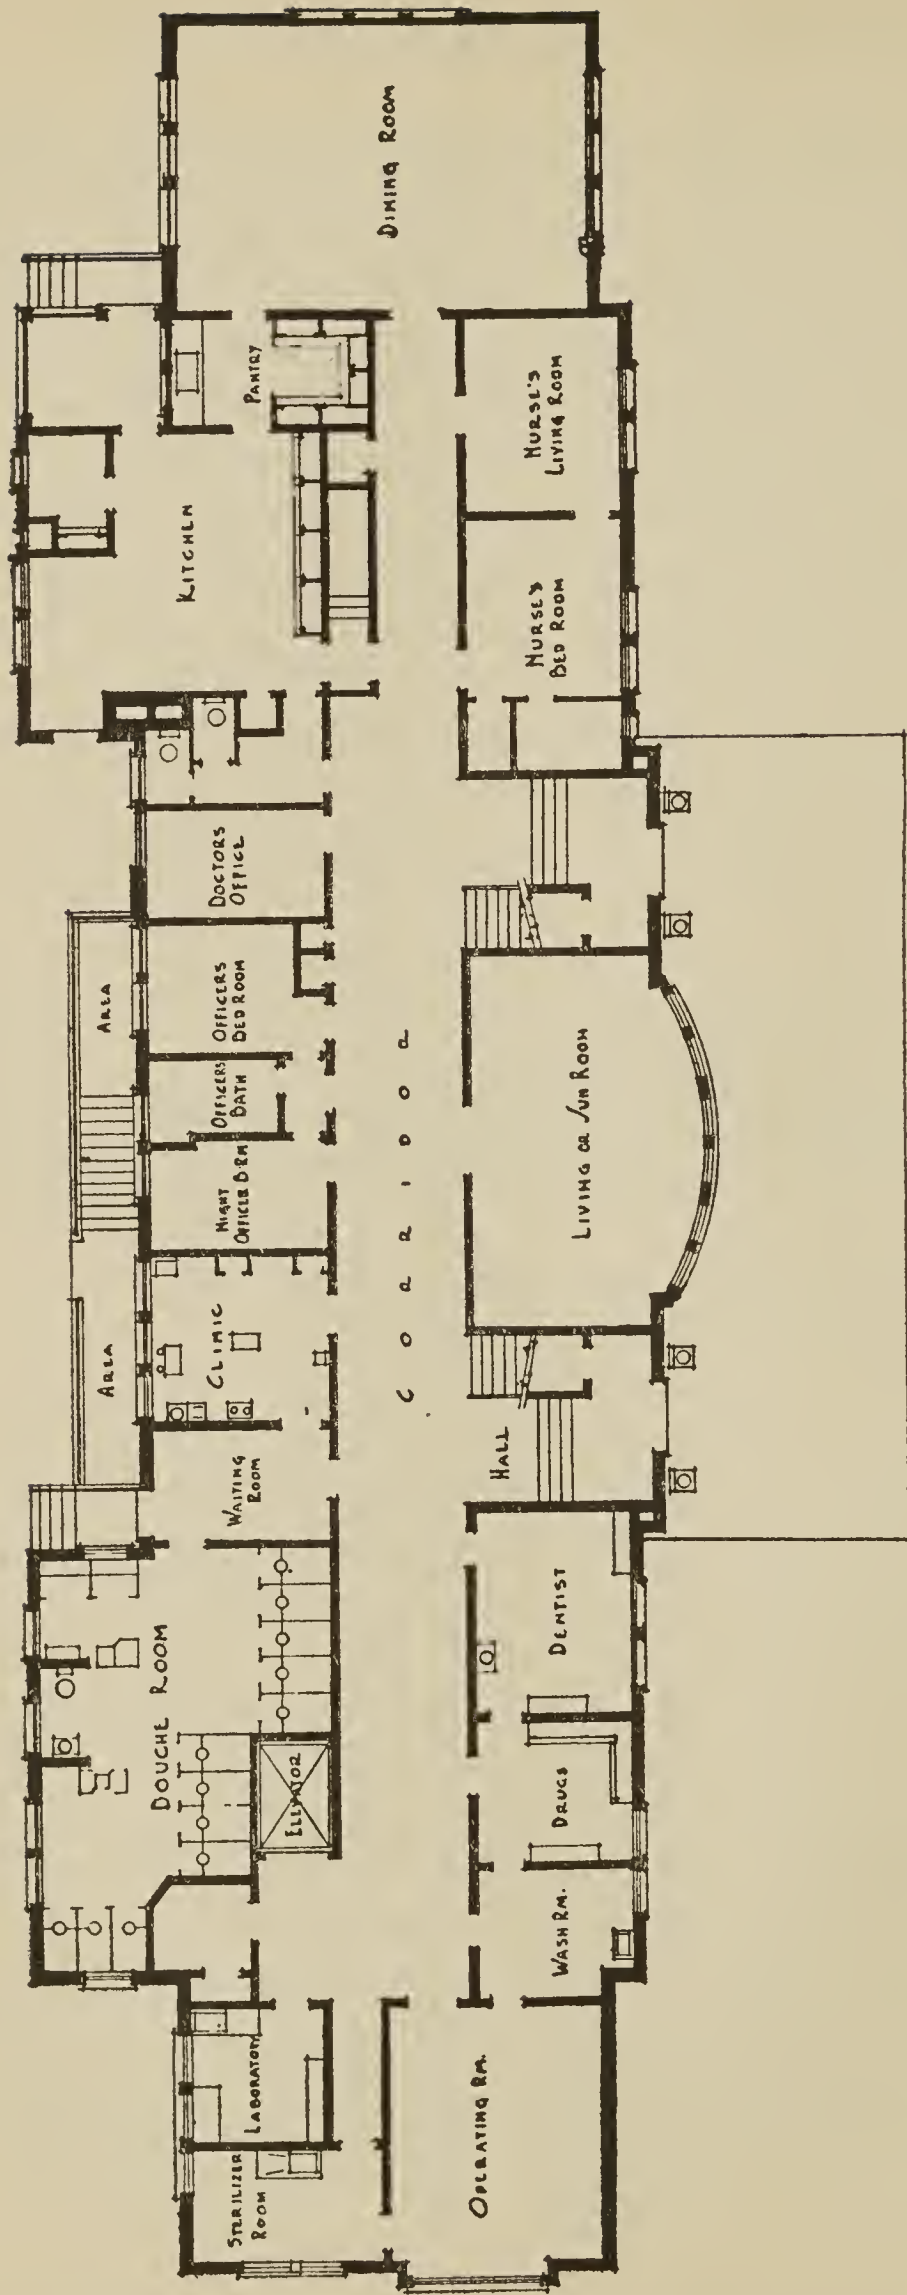 DINING ROOM
PANTRY
KITCHEN
NURSE'S
LIVING ROOM
NURSE'S
BED ROOM
DOCTORS
OFFICE
OFFICERS
BED ROOM
OFFICERS
BATH
NIGHT
OFFICER B.RM
AREA
AREA
CORRIDOR
LIVING OR SUN ROOM
CLINIC
WAITING
ROOM
HALL
DOUCHE ROOM
ELEVATOR
DENTIST
DRUGS
WASH RM.
LABORATORY
STERILIZER
ROOM
OPERATING RM.